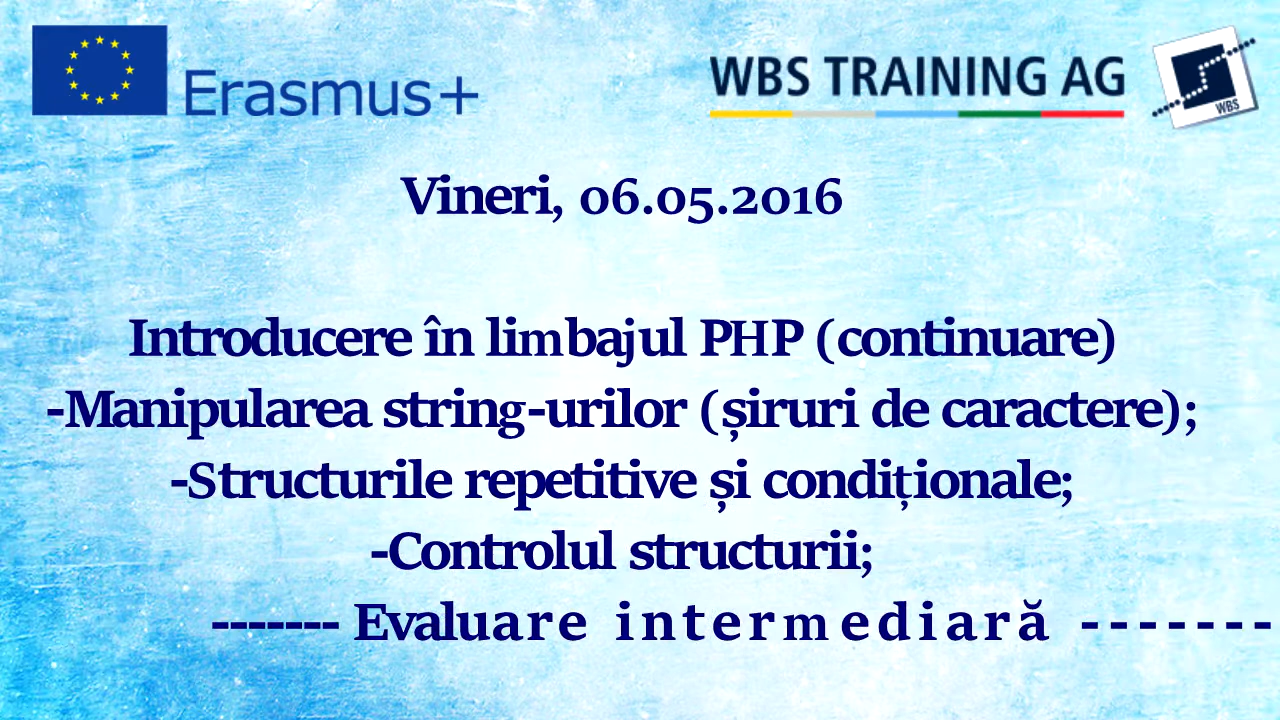 Erasmus+
WBS TRAINING AG
WBS
Vineri, 06.05.2016
Introducere în limbajul PHP (continuare)
-Manipularea string-urilor (șiruri de caractere);
-Structurile repetitive și condiționale;
-Controlul structurii;
------- Evaluare intermediară -------